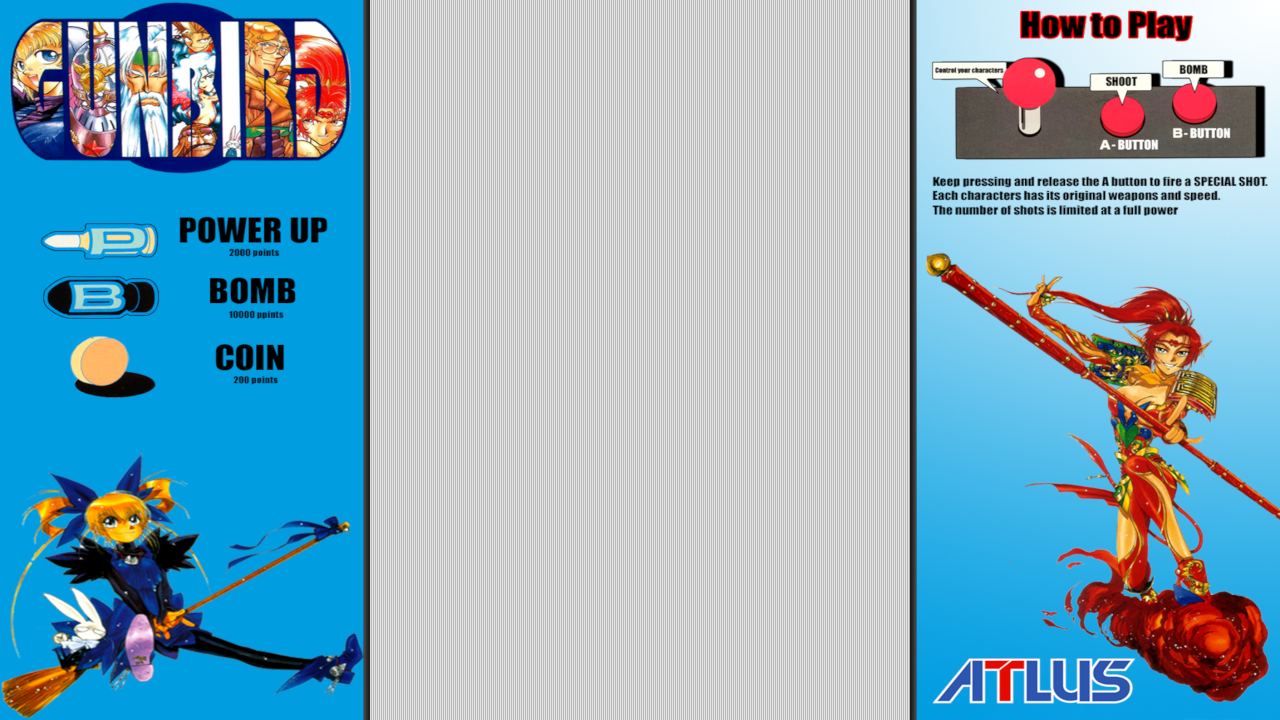 GUNBIRD
P
POWER UP
2000 points
B
BOMB
10000 ppints
COIN
200 points
How to Play
Control your characters
SHOOT
BOMB
A-BUTTON
B-BUTTON
Keep pressing and release the A button to fire a SPECIAL SHOT.
Each characters has its original weapons and speed.
The number of shots is limited at a full power
ATLUS